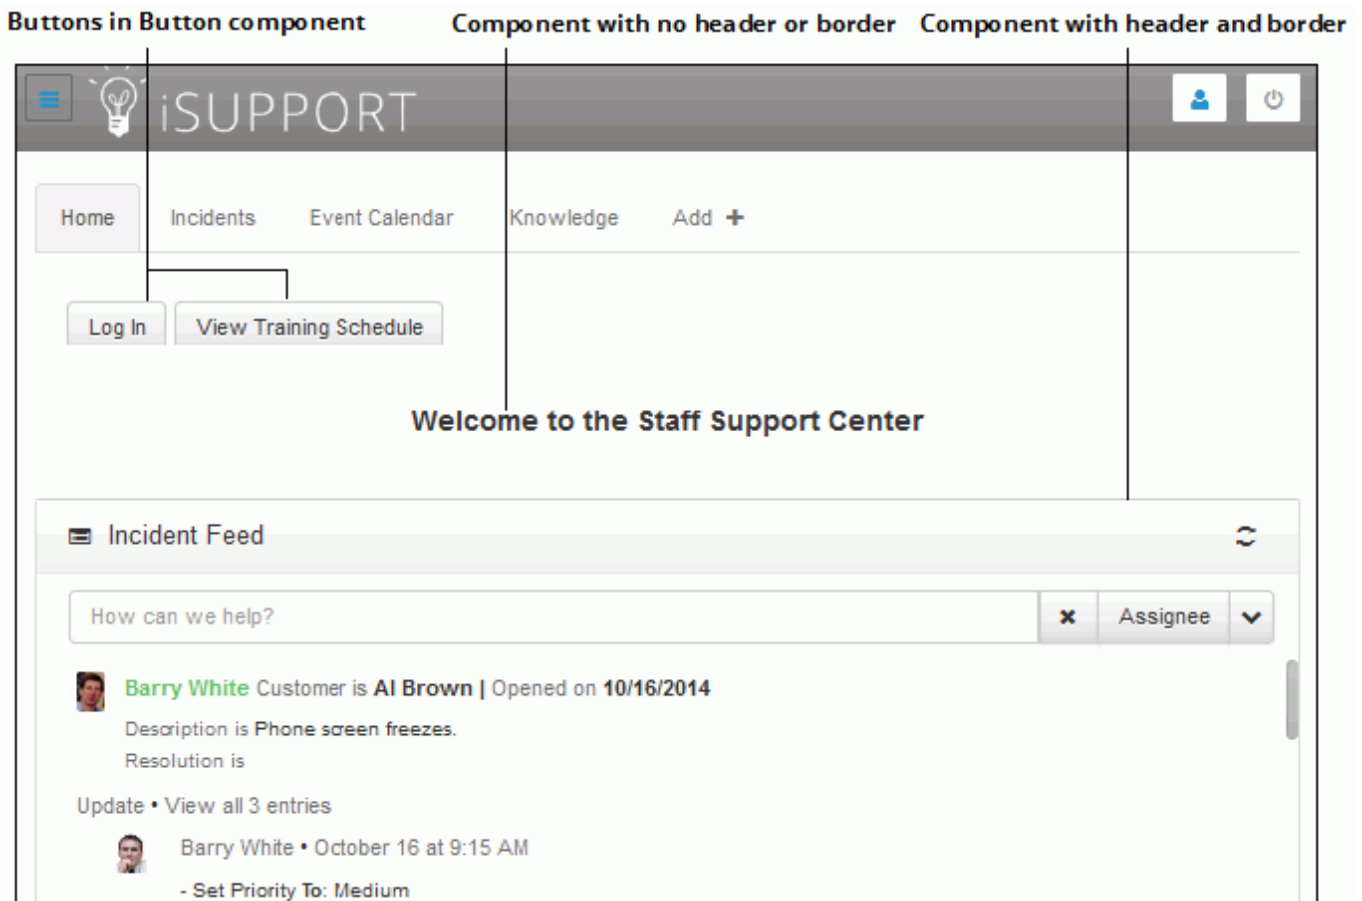 Buttons in Button component Component with no header or border Component with header and border
iSUPPORT
Home Incidents Event Calendar Knowledge Add +
Log In View Training Schedule
Welcome to the Staff Support Center
Incident Feed
How can we help? Assignee
Barry White Customer is Al Brown | Opened on 10/16/2014
Description is Phone screen freezes.
Resolution is
Update • View all 3 entries
Barry White • October 16 at 9:15 AM
- Set Priority To: Medium